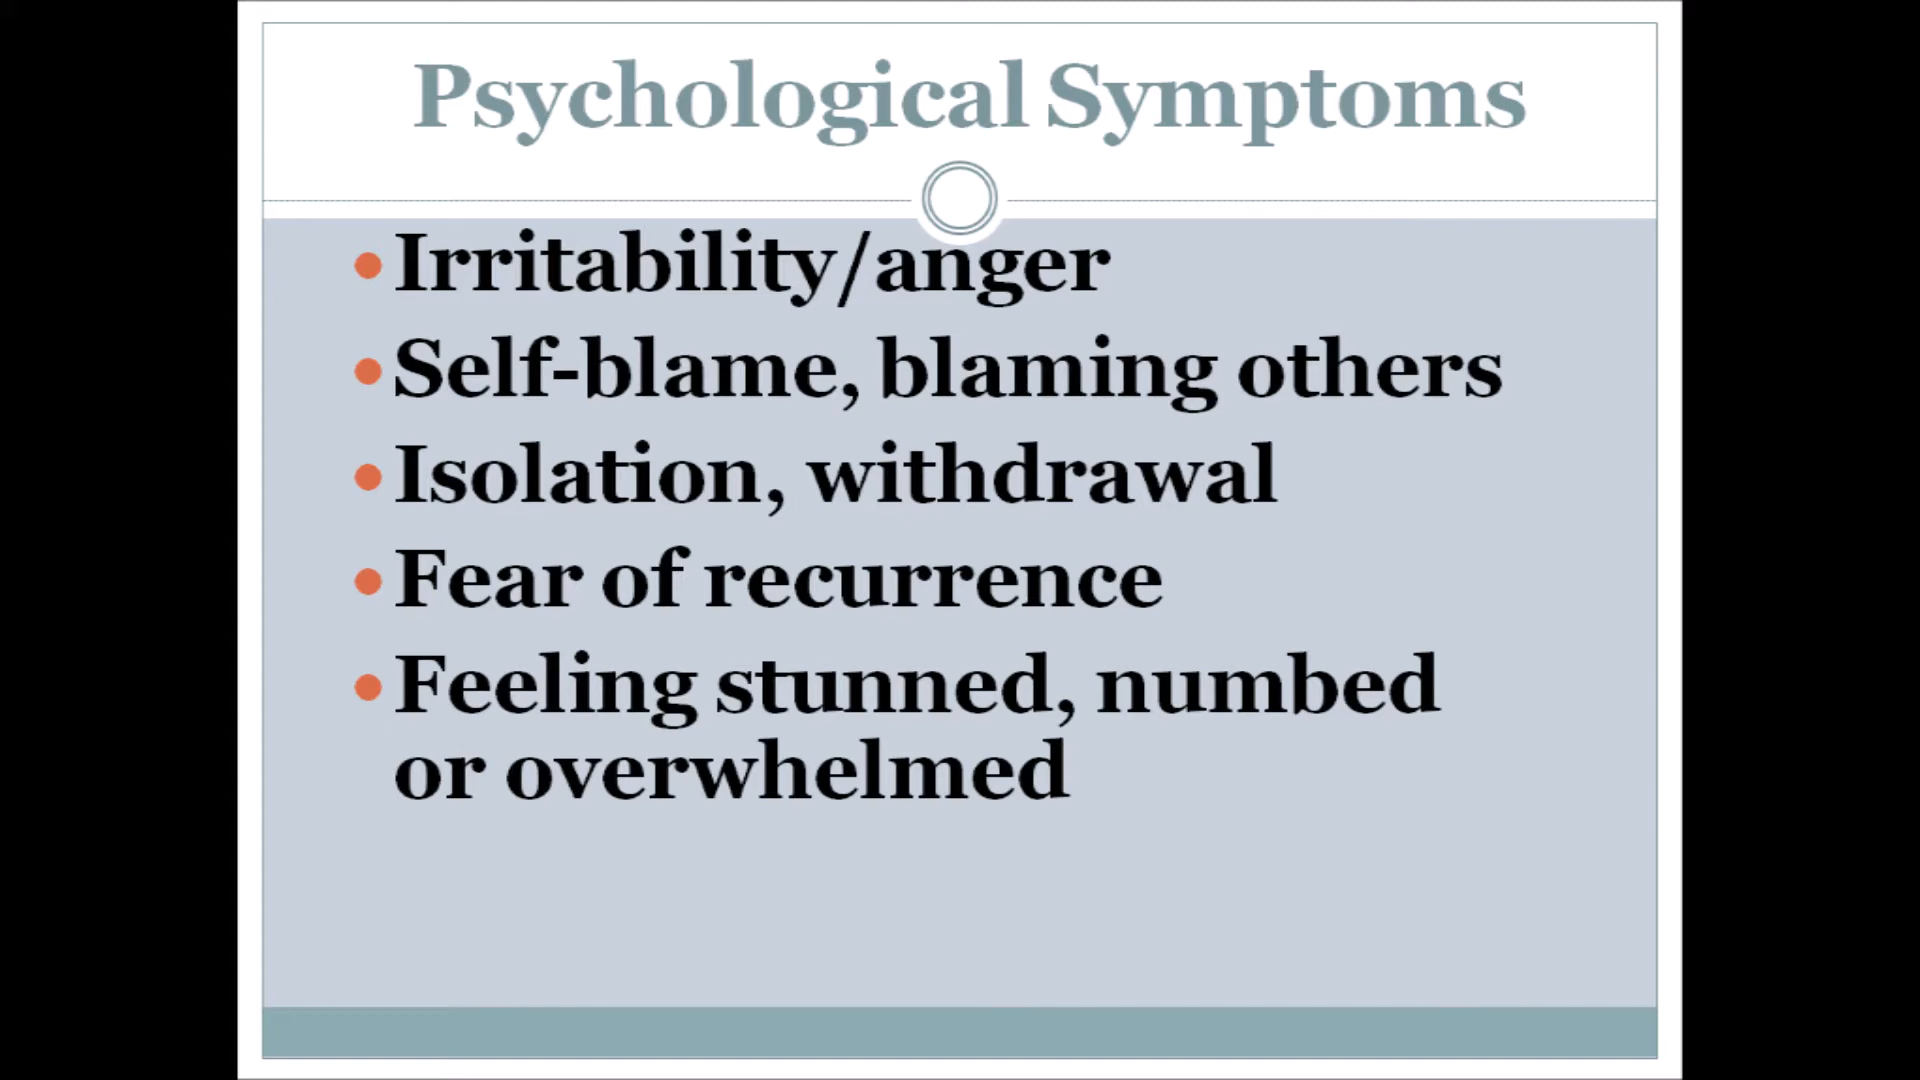 Psychological Symptoms
Irritability/anger
Self-blame, blaming others
Isolation, withdrawal
Fear of recurrence
Feeling stunned, numbed
or overwhelmed